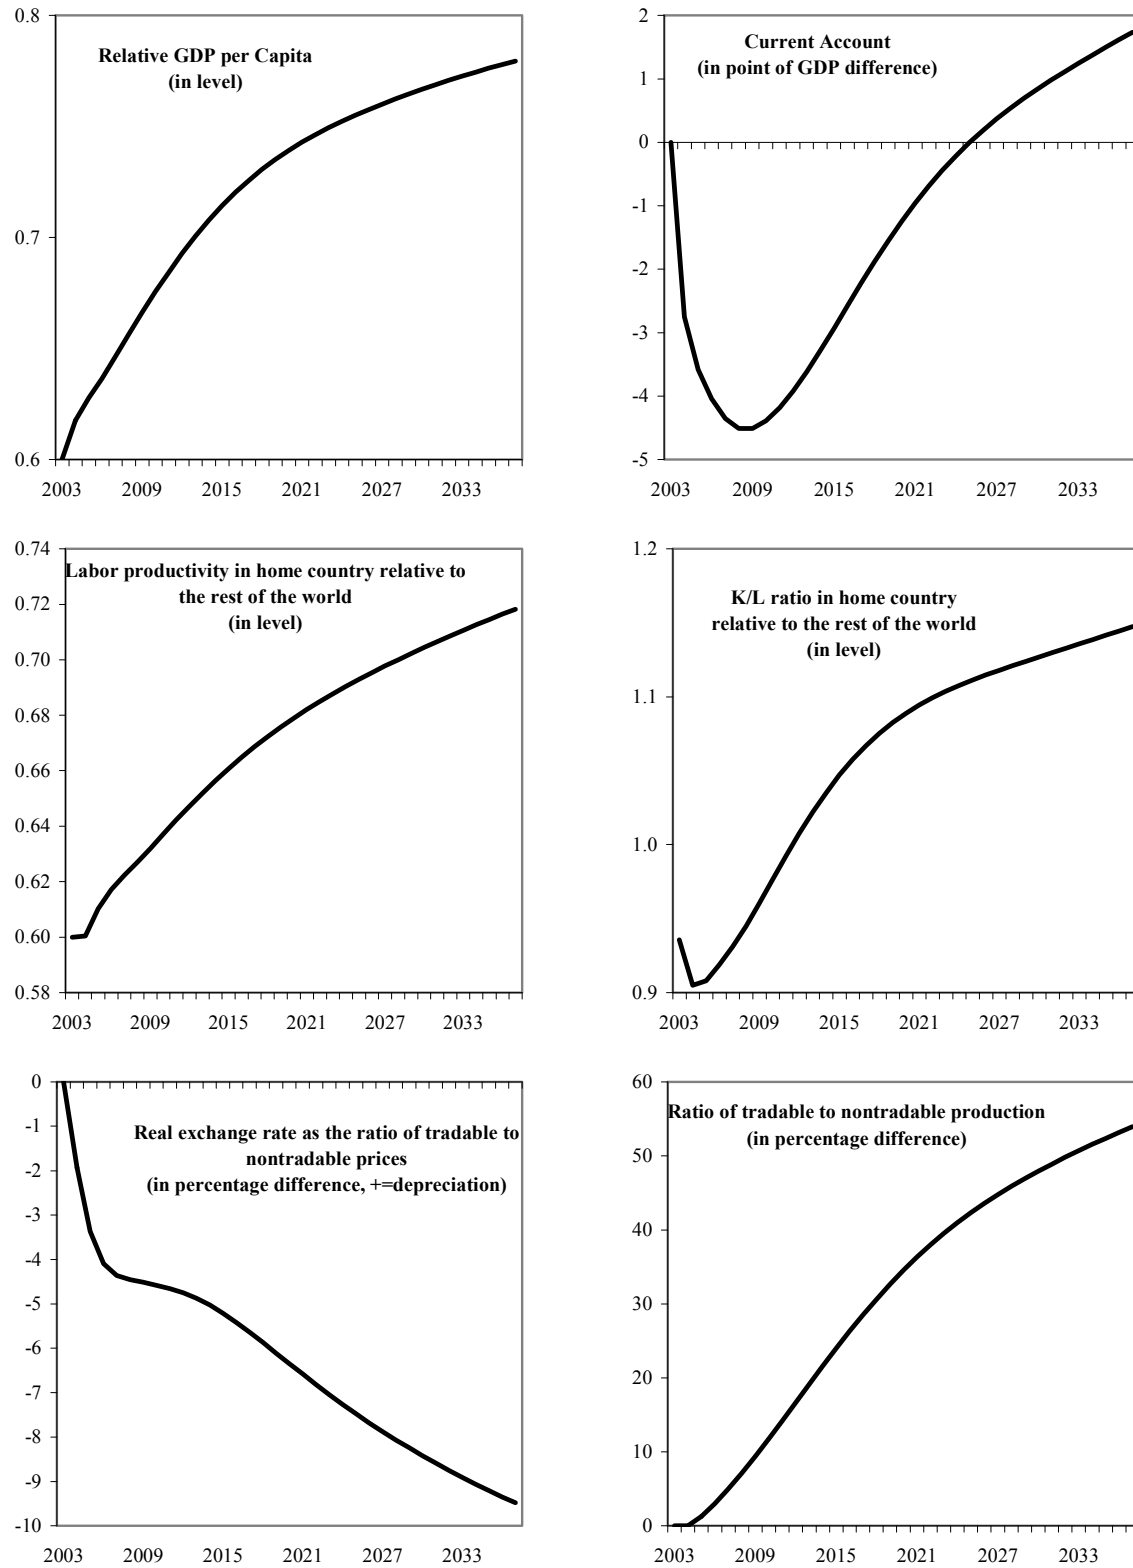 Relative GDP per Capita
(in level)
0.8
0.7
0.6
2003 2009 2015 2021 2027 2033
Current Account
(in point of GDP difference)
2
1
0
-1
-2
-3
-4
-5
2003 2009 2015 2021 2027 2033
Labor productivity in home country relative to
the rest of the world
(in level)
0.74
0.72
0.70
0.68
0.66
0.64
0.62
0.60
0.58
2003 2009 2015 2021 2027 2033
K/L ratio in home country
relative to the rest of the world
(in level)
1.2
1.1
1.0
0.9
2003 2009 2015 2021 2027 2033
Real exchange rate as the ratio of tradable to
nontradable prices
(in percentage difference, +=depreciation)
0
-1
-2
-3
-4
-5
-6
-7
-8
-9
-10
2003 2009 2015 2021 2027 2033
Ratio of tradable to nontradable production
(in percentage difference)
60
50
40
30
20
10
0
2003 2009 2015 2021 2027 2033